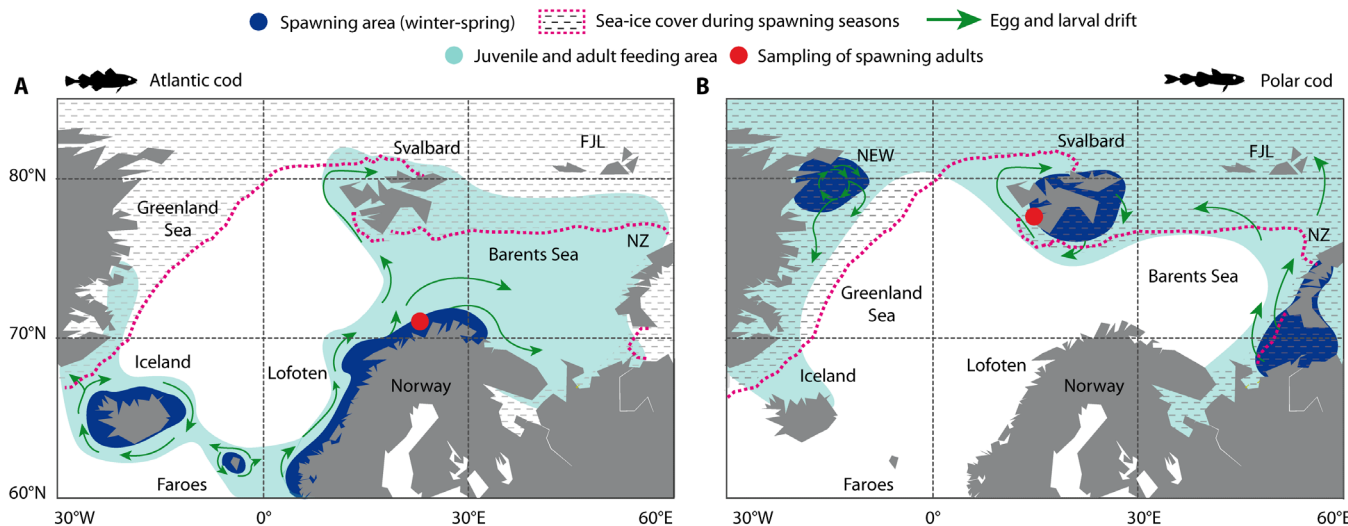 Spawning area (winter-spring)
Sea-ice cover during spawning seasons
Egg and larval drift
Juvenile and adult feeding area
Sampling of spawning adults
A
Atlantic cod
B
Polar cod
80°N
70°N
60°N
Svalbard
FJL
Greenland
Sea
NZ
Barents Sea
Iceland
Lofoten
Norway
Faroes
30°W
0°
30°E
60°E
NEW
Svalbard
FJL
NZ
Barents Sea
Greenland
Sea
Iceland
Lofoten
Norway
Faroes
30°W
0°
30°E
60°E